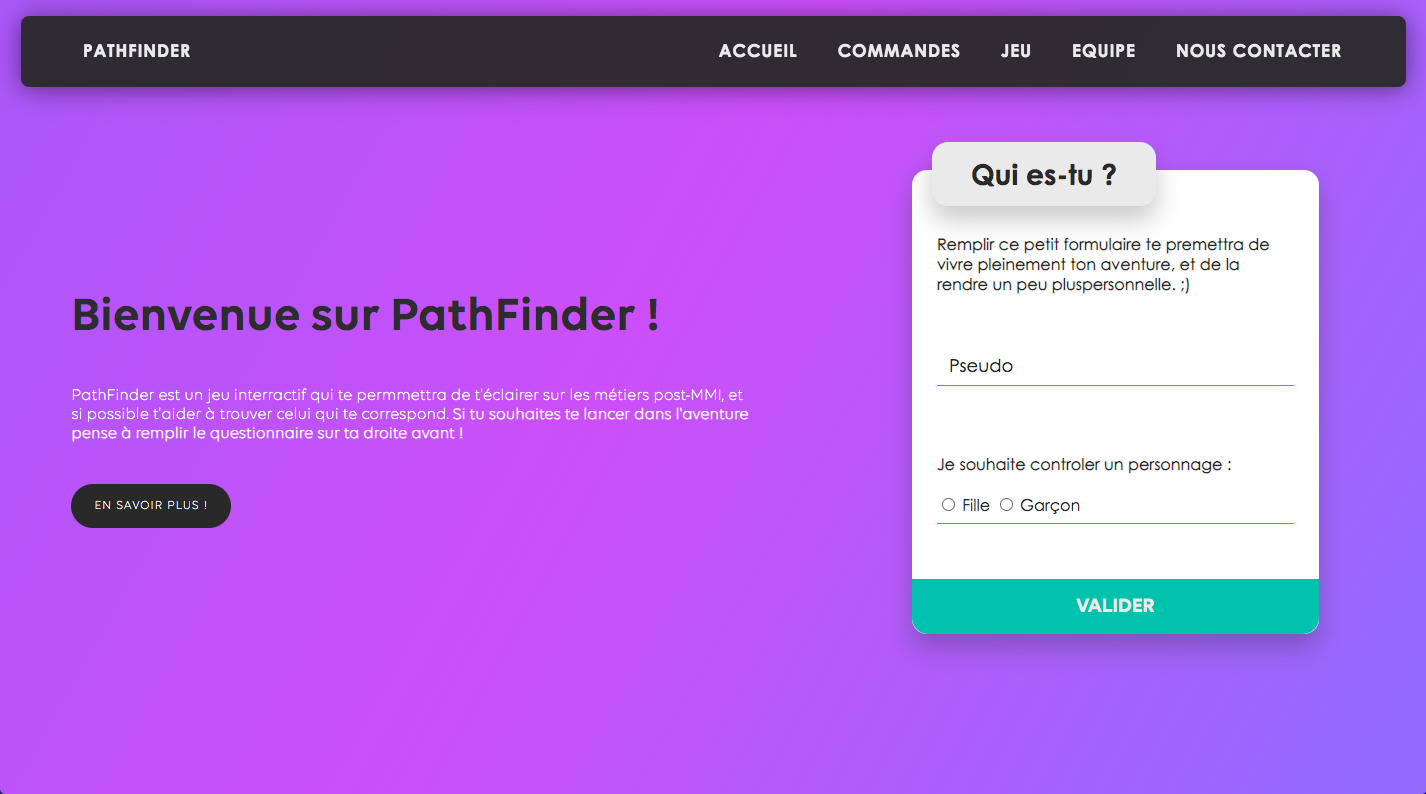 PATHFINDER
ACCUEIL COMMANDES JEU EQUIPE NOUS CONTACTER
Bienvenue sur PathFinder !
PathFinder est un jeu interractif qui te permmettra de t'éclairer sur les métiers post-MMI, et
si possible t'aider à trouver celui qui te correspond. Si tu souhaites te lancer dans l'aventure
pense à remplir le questionnaire sur ta droite avant !
EN SAVOIR PLUS !
Qui es-tu ?
Remplir ce petit formulaire te premettra de
vivre pleinement ton aventure, et de la
rendre un peu pluspersonnelle. ;)
Pseudo
Je souhaite controler un personnage :
Fille Garçon
VALIDER